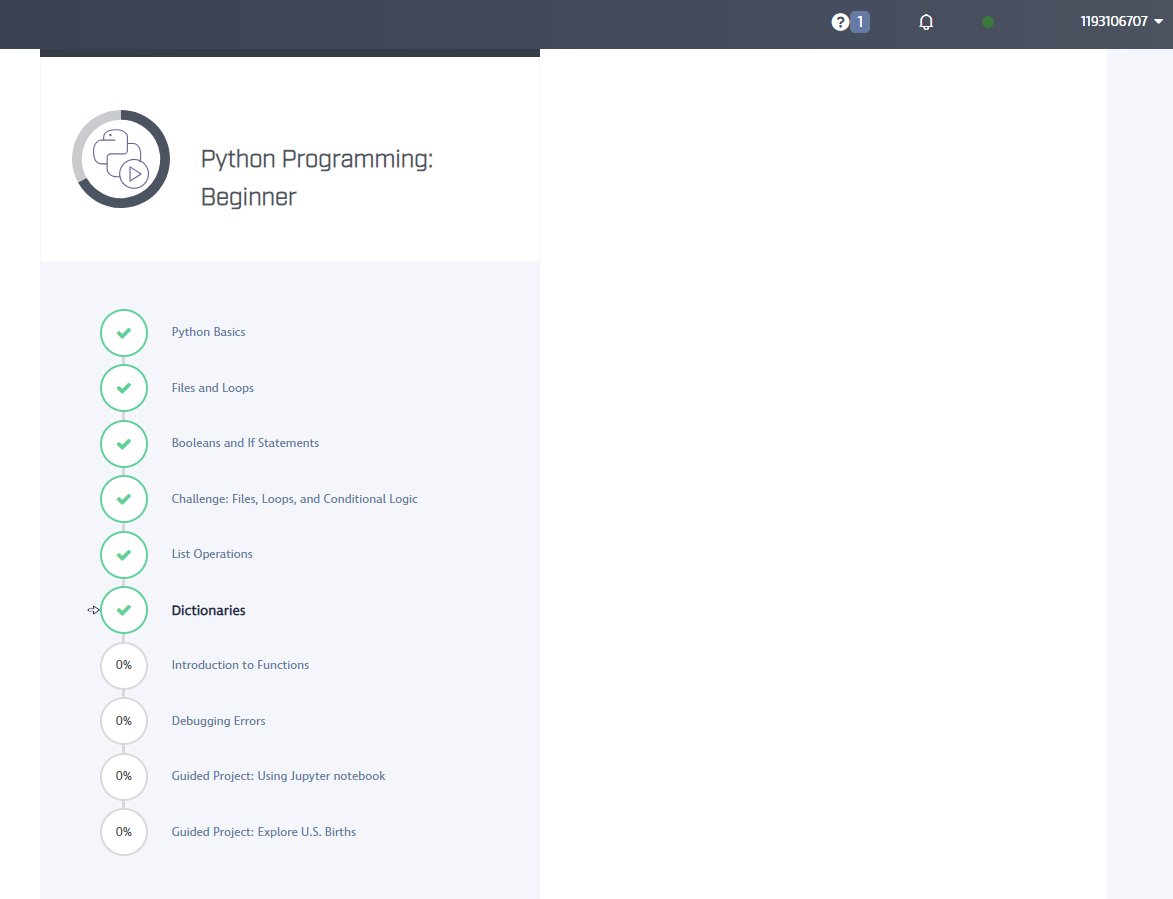 ? 1
1193106707
Python Programming:
Beginner
Python Basics
Files and Loops
Booleans and If Statements
Challenge: Files, Loops, and Conditional Logic
List Operations
Dictionaries
0% Introduction to Functions
0% Debugging Errors
0% Guided Project: Using Jupyter notebook
0% Guided Project: Explore U.S. Births